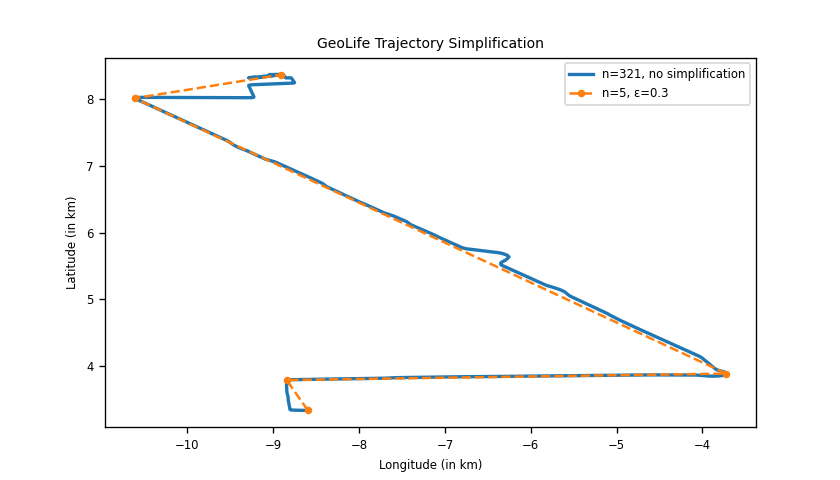 GeoLife Trajectory Simplification
n=321, no simplification
n=5, ε=0.3
8
7
6
5
4
Latitude (in km)
−10
−9
−8
−7
−6
−5
−4
Longitude (in km)